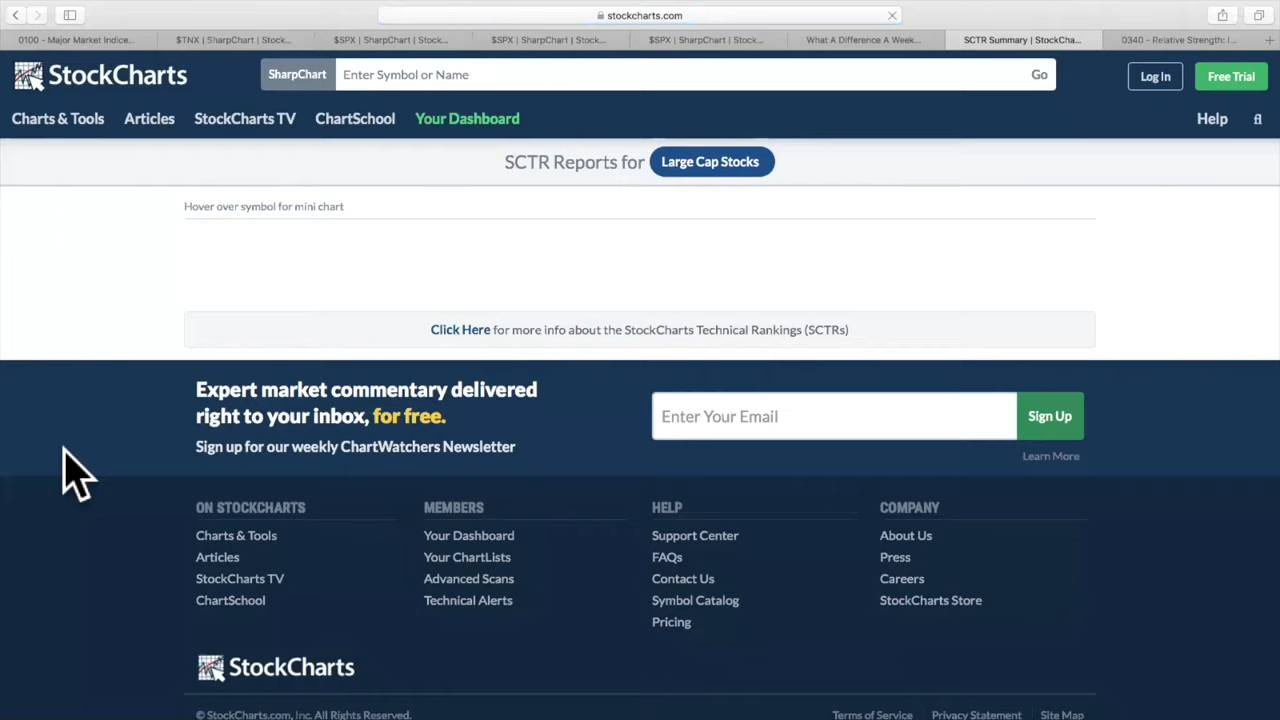 stockcharts.com
0100 - Major Market Indice...
$TNX | SharpChart | Stock...
$SPX | SharpChart | Stock...
$SPX | SharpChart | Stock...
$SPX | SharpChart | Stock...
What A Difference A Week...
SCTR Summary | StockCha...
0340 - Relative Strength: I...
StockCharts
SharpChart
Enter Symbol or Name
Go
Log In
Free Trial
Charts & Tools
Articles
StockCharts TV
ChartSchool
Your Dashboard
Help
SCTR Reports for Large Cap Stocks
Hover over symbol for mini chart
Click Here for more info about the StockCharts Technical Rankings (SCTRs)
Expert market commentary delivered
right to your inbox, for free.
Sign up for our weekly ChartWatchers Newsletter
Enter Your Email
Sign Up
Learn More
ON STOCKCHARTS
Charts & Tools
Articles
StockCharts TV
ChartSchool
MEMBERS
Your Dashboard
Your ChartLists
Advanced Scans
Technical Alerts
HELP
Support Center
FAQs
Contact Us
Symbol Catalog
Pricing
COMPANY
About Us
Press
Careers
StockCharts Store
StockCharts
© StockCharts.com, Inc. All Rights Reserved.
Terms of Service
Privacy Statement
Site Map